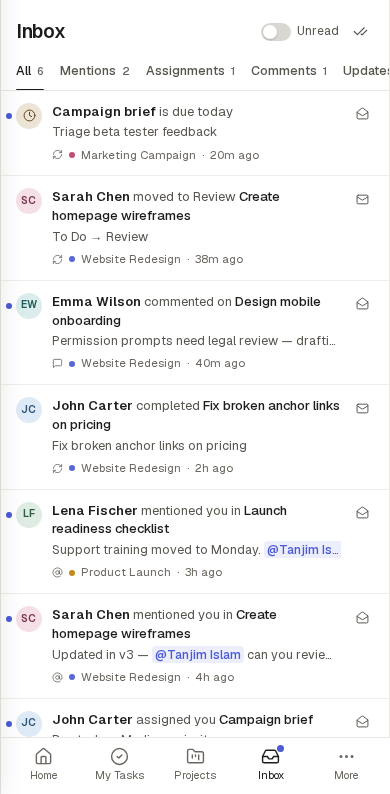 Inbox
Unread
All 6 Mentions 2 Assignments 1 Comments 1 Updates
Campaign brief is due today
Triage beta tester feedback
Marketing Campaign · 20m ago
SC
Sarah Chen moved to Review Create
homepage wireframes
To Do → Review
Website Redesign · 38m ago
EW
Emma Wilson commented on Design mobile
onboarding
Permission prompts need legal review — drafti…
Website Redesign · 40m ago
JC
John Carter completed Fix broken anchor links
on pricing
Fix broken anchor links on pricing
Website Redesign · 2h ago
LF
Lena Fischer mentioned you in Launch
readiness checklist
Support training moved to Monday. @Tanjim Is…
Product Launch · 3h ago
SC
Sarah Chen mentioned you in Create
homepage wireframes
Updated in v3 — @Tanjim Islam can you revie…
Website Redesign · 4h ago
JC
John Carter assigned you Campaign brief
Home My Tasks Projects Inbox More